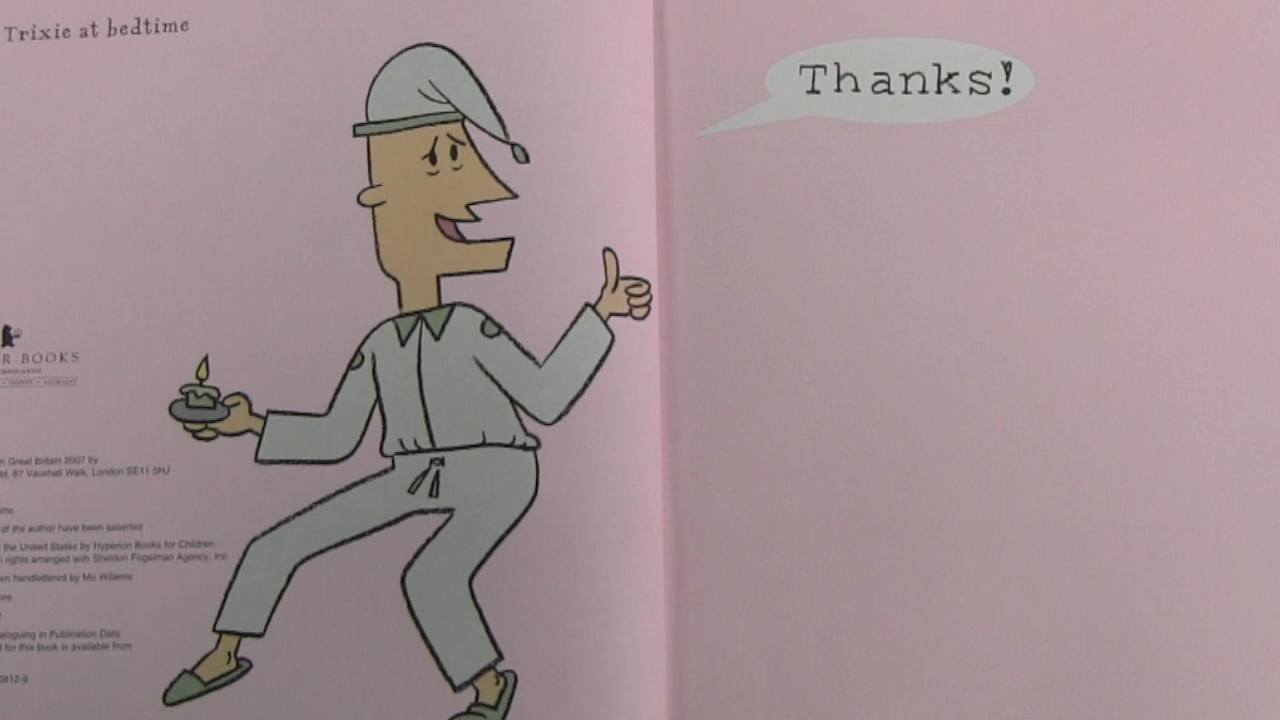 Trixie at bedtime
Thanks!
R BOOKS
n Great Britain 2007 by
d, 87 Vauxhall Walk, London SE11 5HJ
ms
of the author have been asserted
the United States by Hyperion Books for Children.
rights arranged with Sheldon Fogelman Agency, Inc.
en handlettered by Mo Willems
ore
aloguing in Publication Data:
d for this book is available from
0812-9